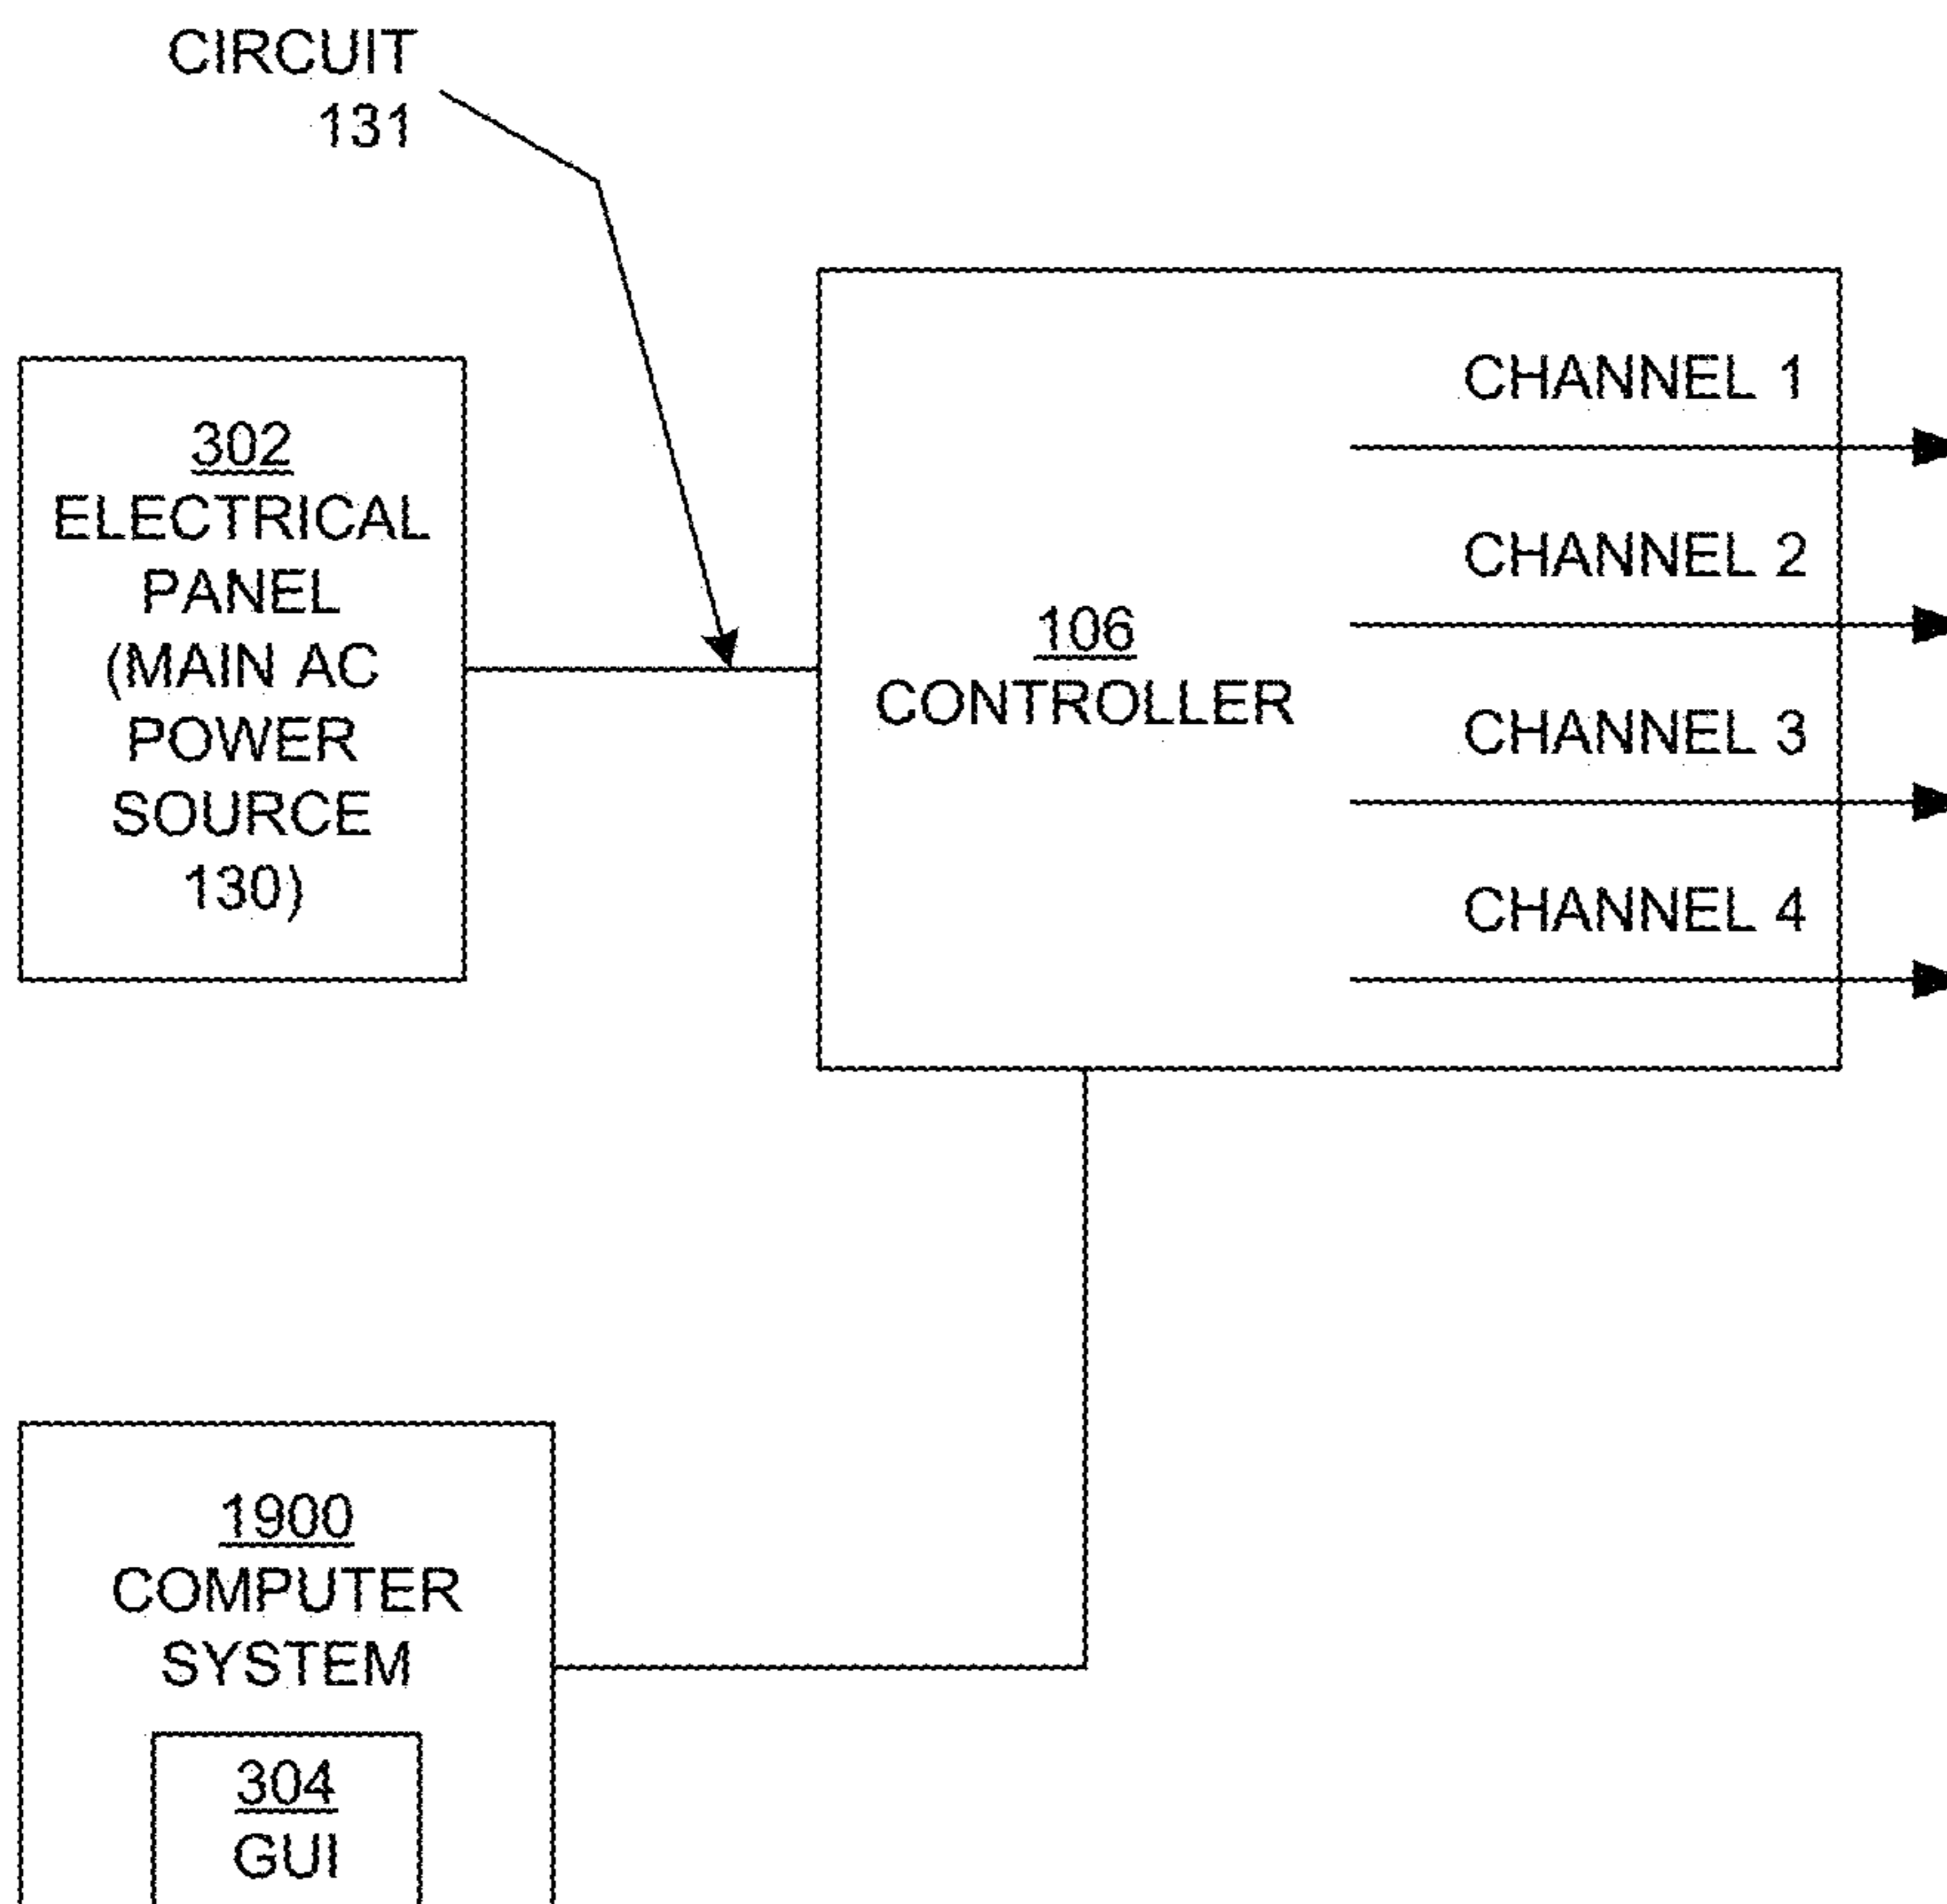 CIRCUIT
131
302
ELECTRICAL
PANEL
(MAIN AC
POWER
SOURCE
130)
106
CONTROLLER
CHANNEL 1
CHANNEL 2
CHANNEL 3
CHANNEL 4
1900
COMPUTER
SYSTEM
304
GUI